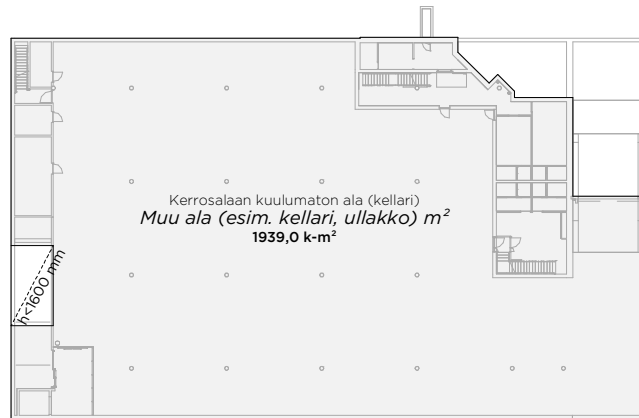 Kerrosalaan kuulumaton ala (kellari)
Muu ala (esim. kellari, ullakko) m²
1939,0 k-m²
h<1600 mm